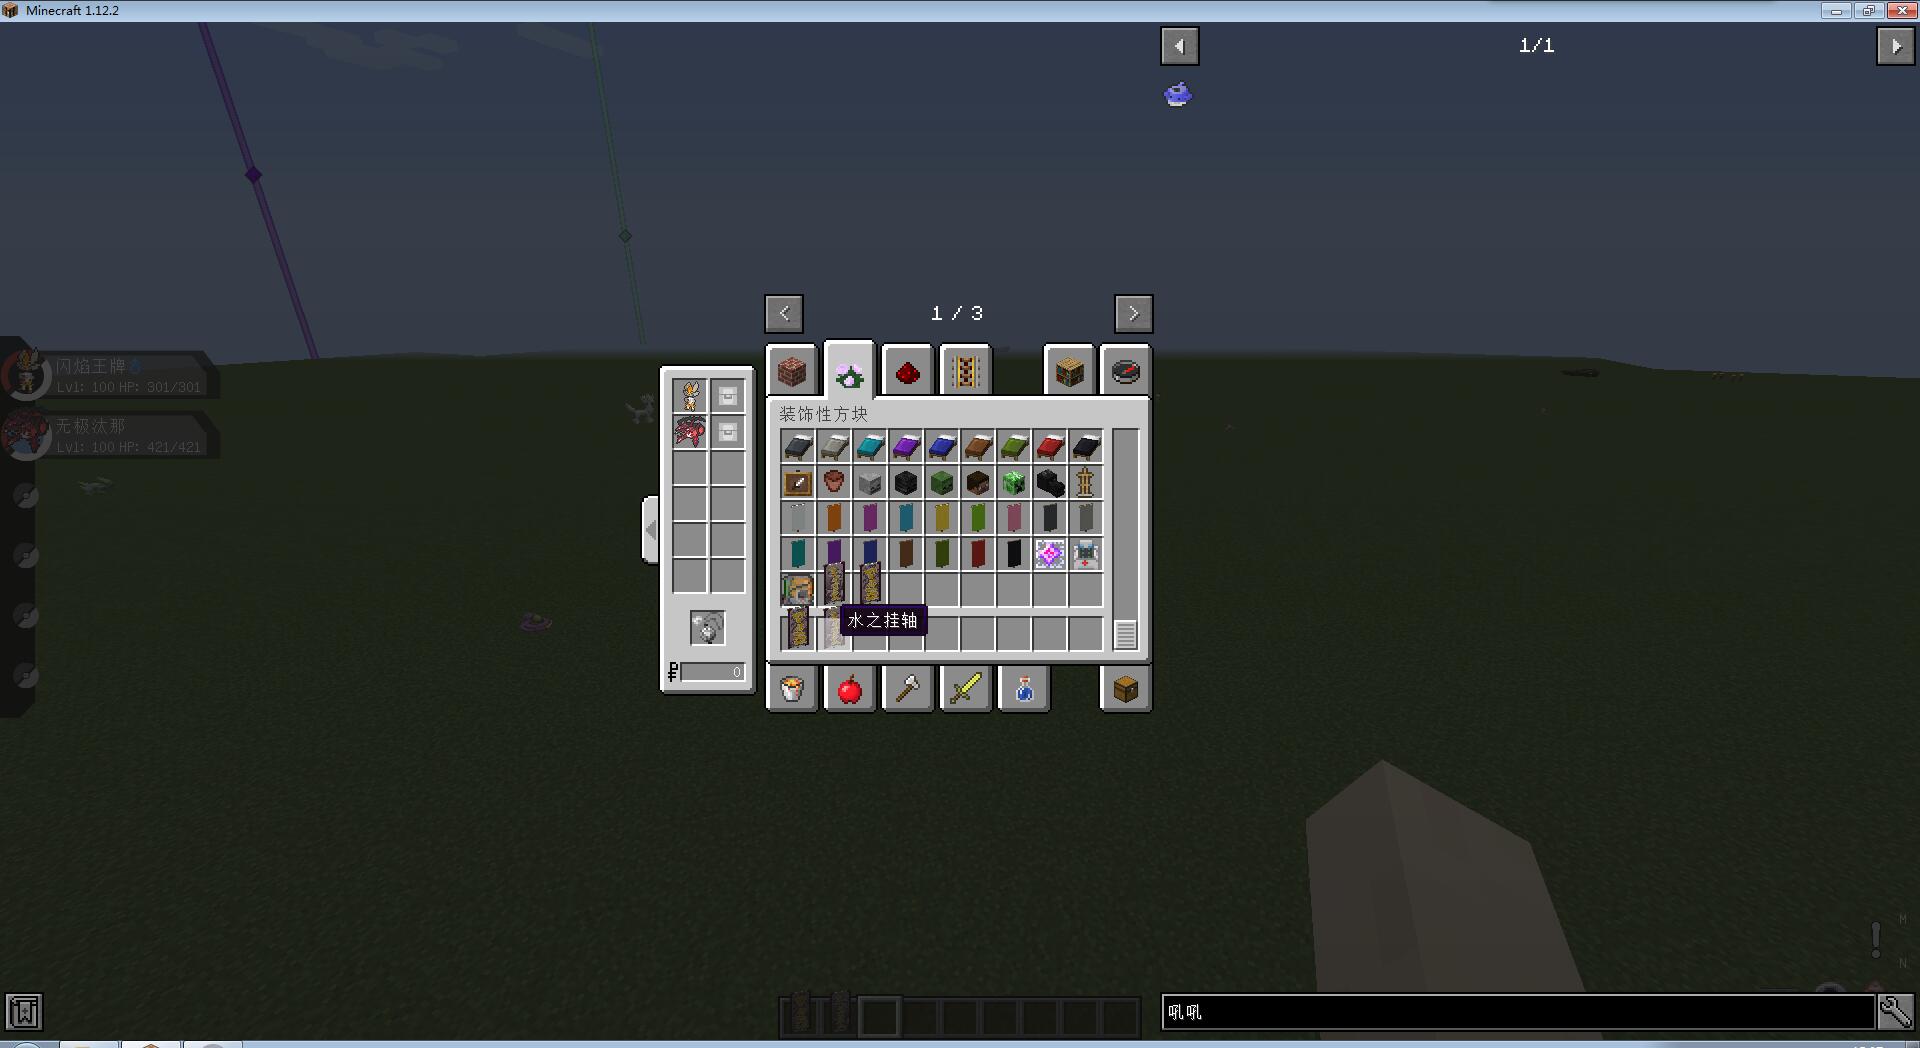 Minecraft 1.12.2
1/1
1 / 3
闪焰王牌
Lvl: 100 HP: 301/301
无极汰那
Lvl: 100 HP: 421/421
装饰性方块
水之挂轴
0
M
N
吼吼